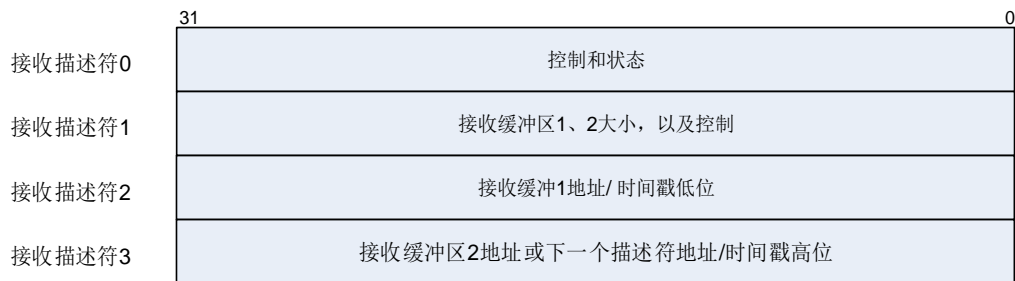 31 0
接收描述符0 控制和状态
接收描述符1 接收缓冲区1、2大小，以及控制
接收描述符2 接收缓冲1地址/ 时间戳低位
接收描述符3 接收缓冲区2地址或下一个描述符地址/时间戳高位